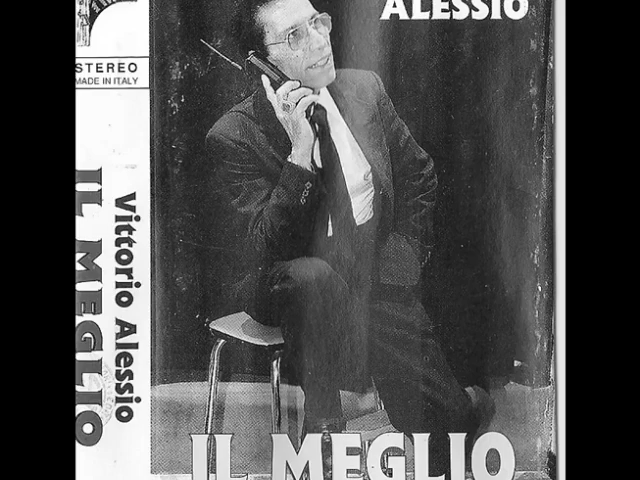 STEREO
MADE IN ITALY
Vittorio Alessio
IL MEGLIO
ALESSIO
IL MEGLIO